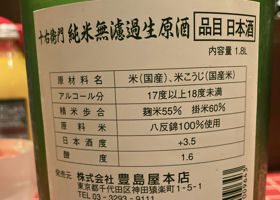 十右衛門 純米無濾過生原酒 品目 日本酒
内容量 1.8L
原材料名 米(国産)、米こうじ(国産米)
アルコール分 17度以上18度未満
精米歩合 麹米55% 掛米60%
原料米 八反錦100%使用
日本酒度 +3.5
酸度 1.6
発売元 株式会社 豊島屋本店
東京都千代田区神田猿楽町1-5-1
TEL 03-3293-9111